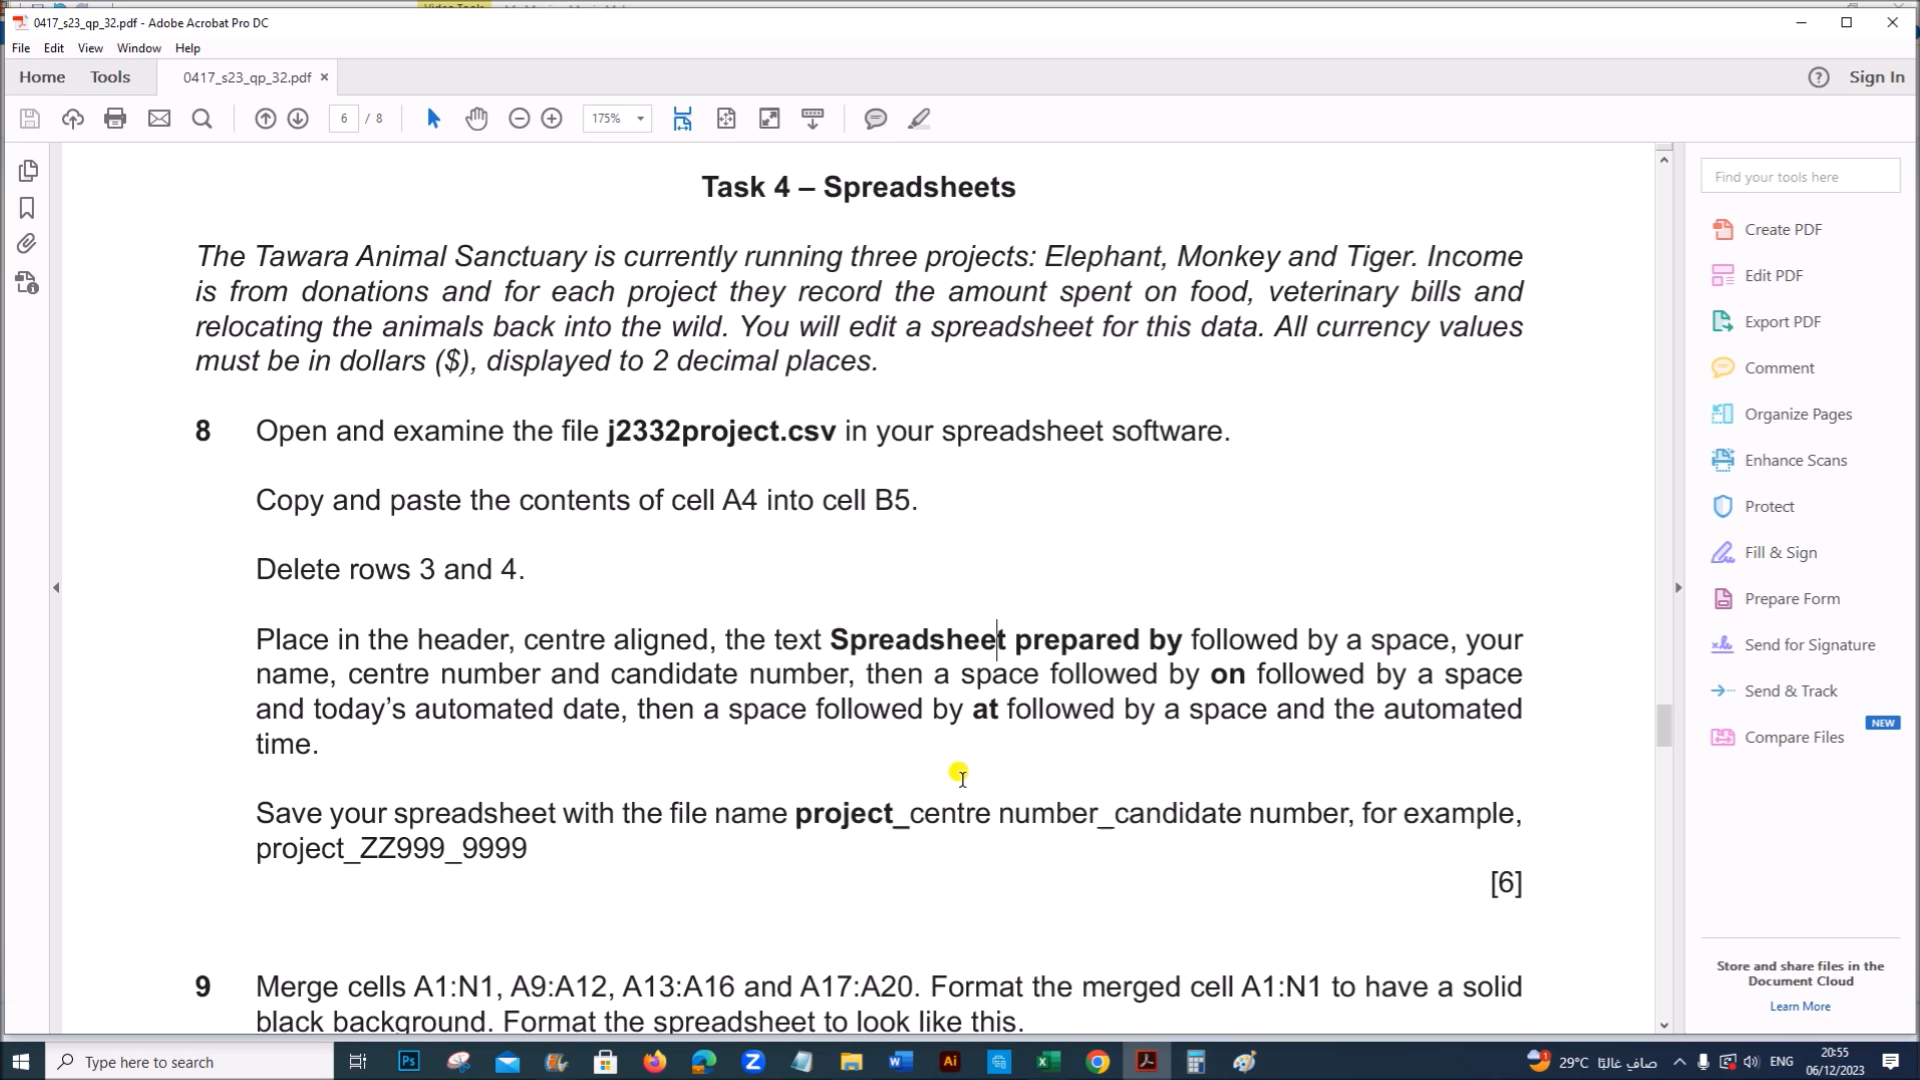 Video Tools
0417_s23_qp_32.pdf - Adobe Acrobat Pro DC
File Edit View Window Help
Home Tools 0417_s23_qp_32.pdf × Sign In
6 / 8 175%
Task 4 – Spreadsheets
The Tawara Animal Sanctuary is currently running three projects: Elephant, Monkey and Tiger. Income
is from donations and for each project they record the amount spent on food, veterinary bills and
relocating the animals back into the wild. You will edit a spreadsheet for this data. All currency values
must be in dollars ($), displayed to 2 decimal places.
8 Open and examine the file j2332project.csv in your spreadsheet software.
Copy and paste the contents of cell A4 into cell B5.
Delete rows 3 and 4.
Place in the header, centre aligned, the text Spreadsheet prepared by followed by a space, your
name, centre number and candidate number, then a space followed by on followed by a space
and today's automated date, then a space followed by at followed by a space and the automated
time.
Save your spreadsheet with the file name project_centre number_candidate number, for example,
project_ZZ999_9999
[6]
9 Merge cells A1:N1, A9:A12, A13:A16 and A17:A20. Format the merged cell A1:N1 to have a solid
black background. Format the spreadsheet to look like this.
Find your tools here
Create PDF
Edit PDF
Export PDF
Comment
Organize Pages
Enhance Scans
Protect
Fill & Sign
Prepare Form
Send for Signature
Send & Track
NEW
Compare Files
Store and share files in the
Document Cloud
Learn More
Type here to search
29°C صافٍ غالبًا ENG
20:55
06/12/2023